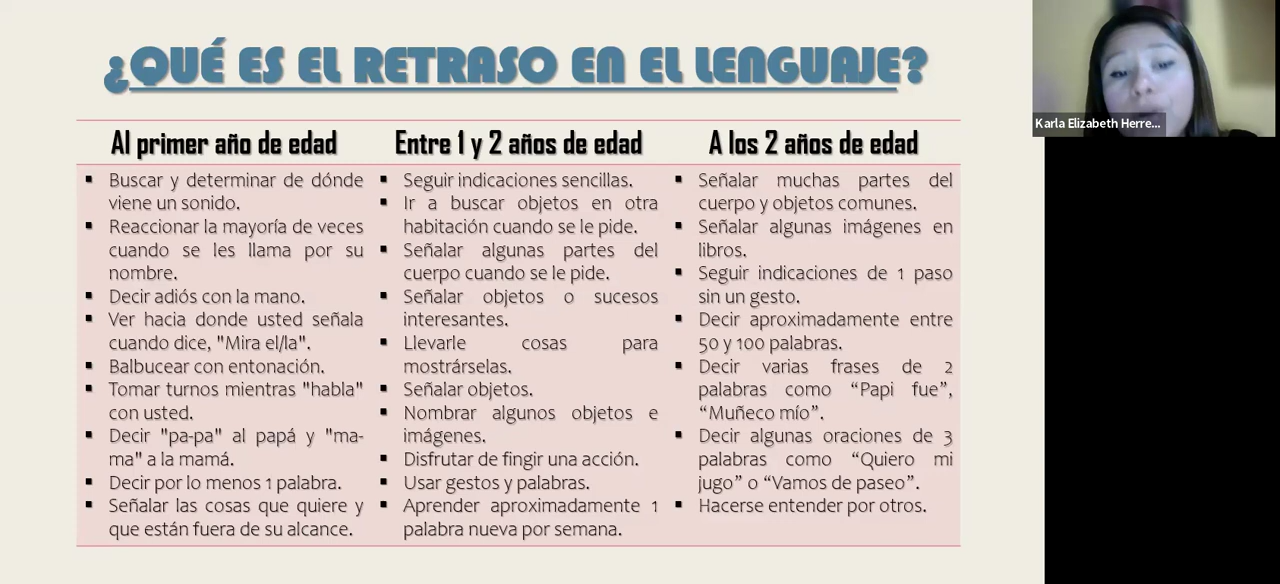 ¿QUÉ ES EL RETRASO EN EL LENGUAJE?
Karla Elizabeth Herre...
Al primer año de edad
▪ Buscar y determinar de dónde
viene un sonido.
▪ Reaccionar la mayoría de veces
cuando se les llama por su
nombre.
▪ Decir adiós con la mano.
▪ Ver hacia donde usted señala
cuando dice, "Mira el/la".
▪ Balbucear con entonación.
▪ Tomar turnos mientras "habla"
con usted.
▪ Decir "pa-pa" al papá y "ma-
ma" a la mamá.
▪ Decir por lo menos 1 palabra.
▪ Señalar las cosas que quiere y
que están fuera de su alcance.
Entre 1 y 2 años de edad
▪ Seguir indicaciones sencillas.
▪ Ir a buscar objetos en otra
habitación cuando se le pide.
▪ Señalar algunas partes del
cuerpo cuando se le pide.
▪ Señalar objetos o sucesos
interesantes.
▪ Llevarle cosas para
mostrárselas.
▪ Señalar objetos.
▪ Nombrar algunos objetos e
imágenes.
▪ Disfrutar de fingir una acción.
▪ Usar gestos y palabras.
▪ Aprender aproximadamente 1
palabra nueva por semana.
A los 2 años de edad
▪ Señalar muchas partes del
cuerpo y objetos comunes.
▪ Señalar algunas imágenes en
libros.
▪ Seguir indicaciones de 1 paso
sin un gesto.
▪ Decir aproximadamente entre
50 y 100 palabras.
▪ Decir varias frases de 2
palabras como “Papi fue”,
“Muñeco mío”.
▪ Decir algunas oraciones de 3
palabras como “Quiero mi
jugo” o “Vamos de paseo”.
▪ Hacerse entender por otros.